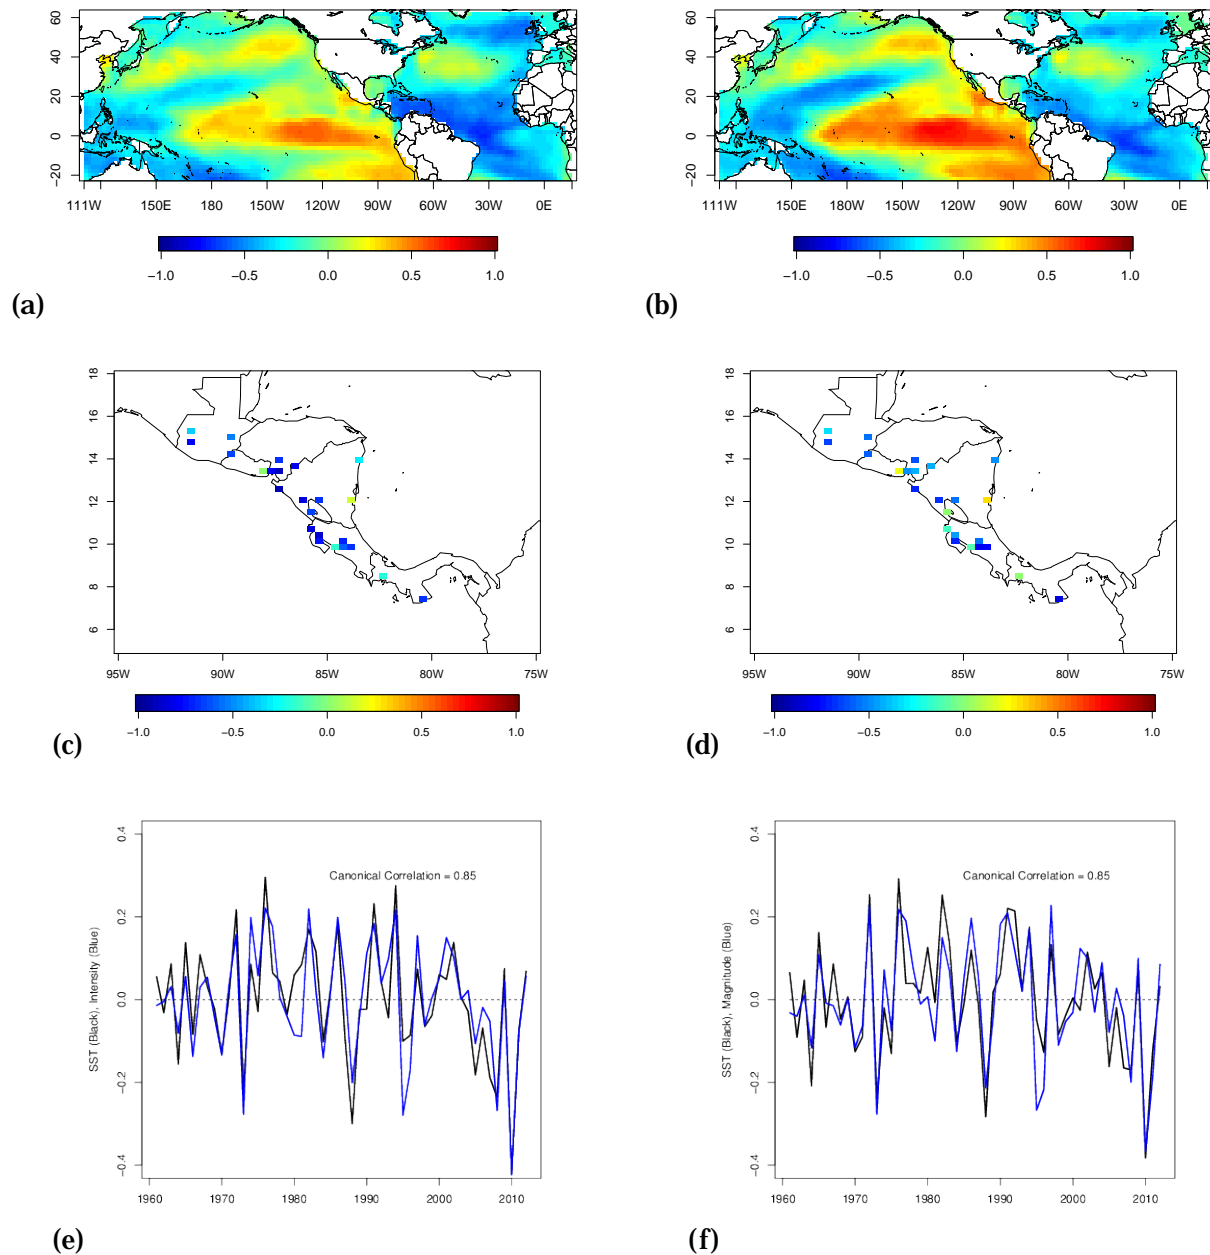 60
40
20
0
−20
111W 150E 180 150W 120W 90W 60W 30W 0E
−1.0 −0.5 0.0 0.5 1.0
(a)
60
40
20
0
−20
111W 150E 180W 150W 120W 90W 60W 30W 0E
−1.0 −0.5 0.0 0.5 1.0
(b)
18
16
14
12
10
8
6
95W 90W 85W 80W 75W
−1.0 −0.5 0.0 0.5 1.0
(c)
18
16
14
12
10
8
6
95W 90W 85W 80W 75W
−1.0 −0.5 0.0 0.5 1.0
(d)
SST (Black), Intensity (Blue)
0.4
0.2
0.0
−0.2
−0.4
Canonical Correlation = 0.85
1960 1970 1980 1990 2000 2010
(e)
SST (Black), Magnitude (Blue)
0.4
0.2
0.0
−0.2
−0.4
Canonical Correlation = 0.85
1960 1970 1980 1990 2000 2010
(f)